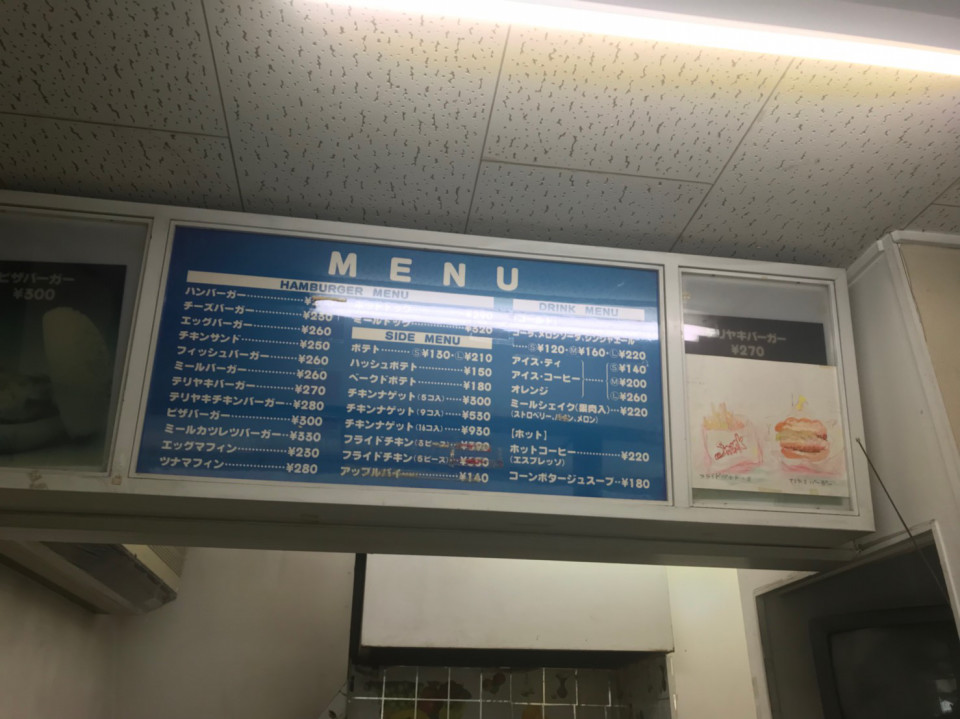 ピザバーガー
¥300
MENU
HAMBURGER MENU
ハンバーガー
チーズバーガー
エッグバーガー ¥260
チキンサンド ¥250
フィッシュバーガー ¥260
ミールバーガー ¥260
テリヤキバーガー ¥270
テリヤキチキンバーガー ¥280
ピザバーガー ¥300
ミールカツレツバーガー ¥330
エッグマフィン ¥250
ツナマフィン ¥280
ミールドッグ ¥320
SIDE MENU
ポテト Ⓢ¥130・Ⓛ¥210
ハッシュポテト ¥150
ベークドポテト ¥180
チキンナゲット(5コ入) ¥300
チキンナゲット(9コ入) ¥530
チキンナゲット(16コ入) ¥930
フライドチキン
フライドチキン(5ピース)
アップルパイ ¥140
DRINK MENU
Ⓢ¥120・Ⓜ¥160・Ⓛ¥220
アイス・ティ Ⓢ¥140
アイス・コーヒー Ⓜ¥200
オレンジ Ⓛ¥260
ミールシェイク(果肉入) ¥220
(ストロベリー,バナナ,メロン)
【ホット】
ホットコーヒー ¥220
(エスプレッソ)
コーンポタージュスープ ¥180
リヤキバーガー
¥270